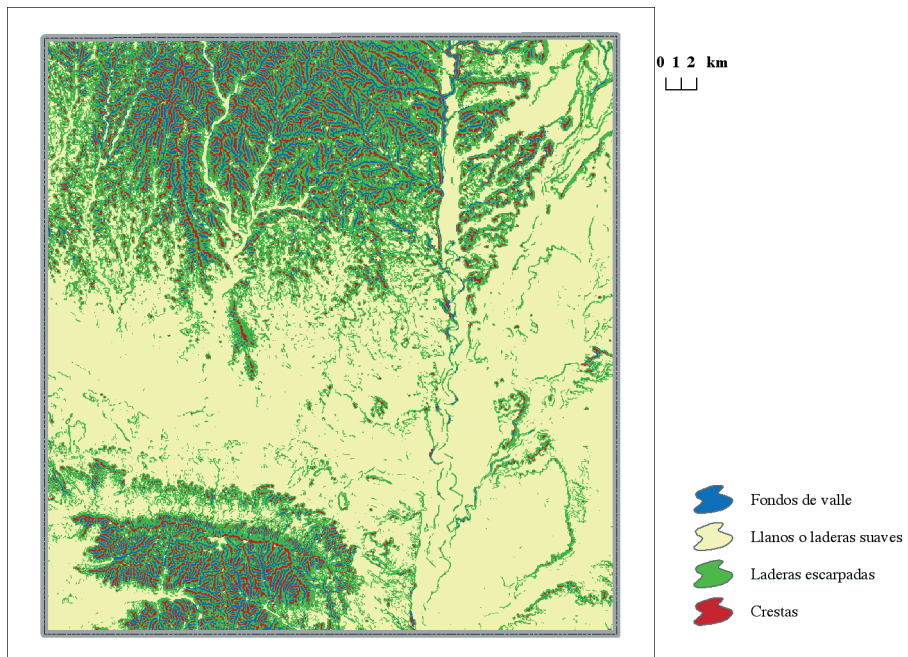 0 1 2 km
Fondos de valle
Llanos o laderas suaves
Laderas escarpadas
Crestas